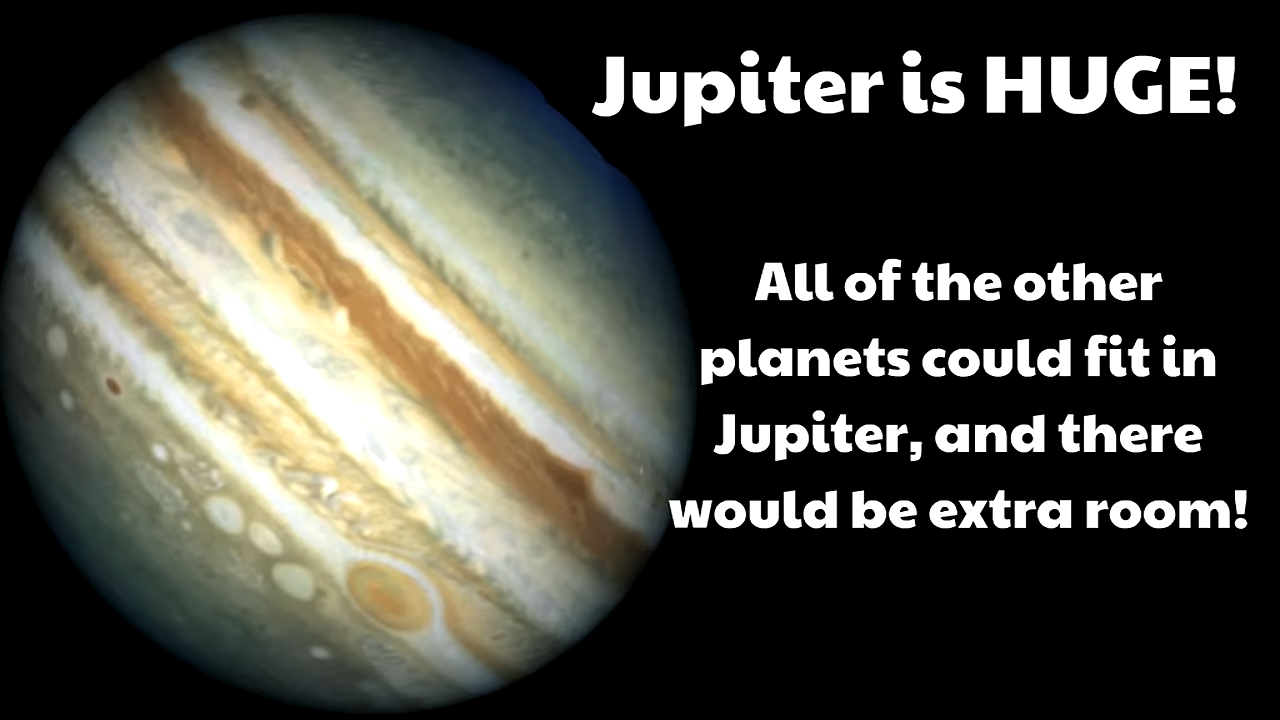 Jupiter is HUGE!
All of the other
planets could fit in
Jupiter, and there
would be extra room!